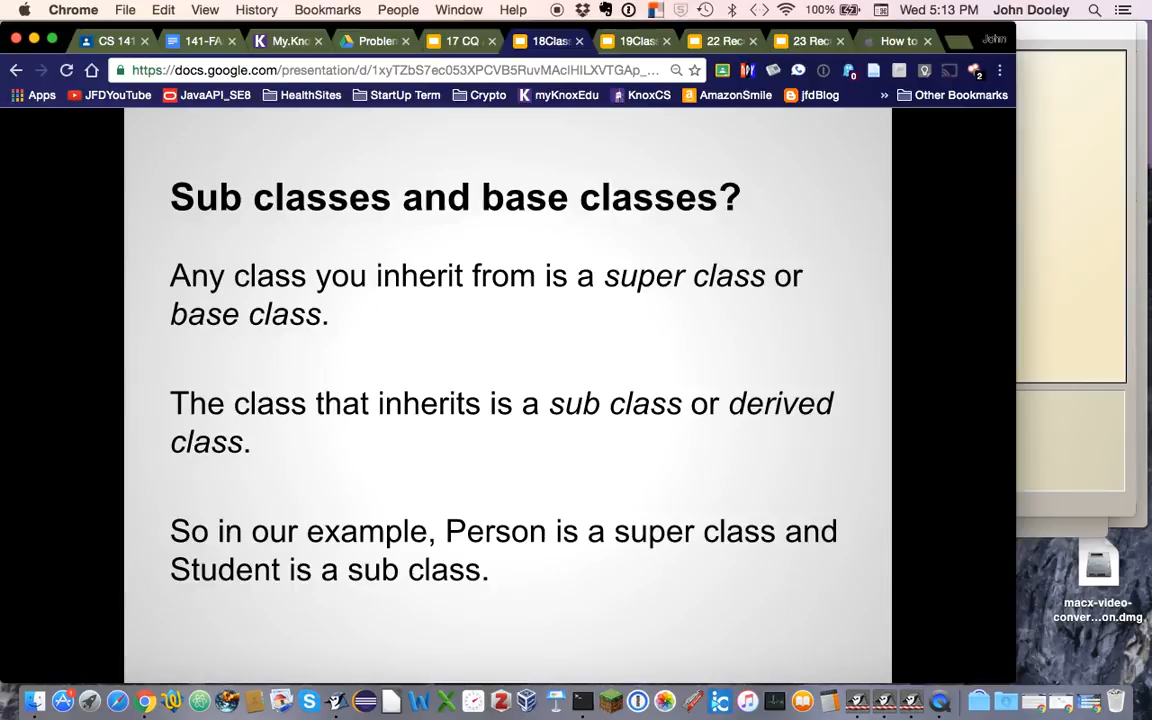 Chrome File Edit View History Bookmarks People Window Help 100% Wed 5:13 PM John Dooley
CS 141 141-FA My.Kno Problem 17 CQ 18Class 19Class 22 Rec 23 Rec How to John
https://docs.google.com/presentation/d/1xyTZbS7ec053XPCVB5RuvMAclHILXVTGAp_...
Apps JFDYouTube JavaAPI_SE8 HealthSites StartUp Term Crypto myKnoxEdu KnoxCS AmazonSmile jfdBlog » Other Bookmarks
Sub classes and base classes?
Any class you inherit from is a super class or
base class.
The class that inherits is a sub class or derived
class.
So in our example, Person is a super class and
Student is a sub class.
macx-video-
conver...on.dmg